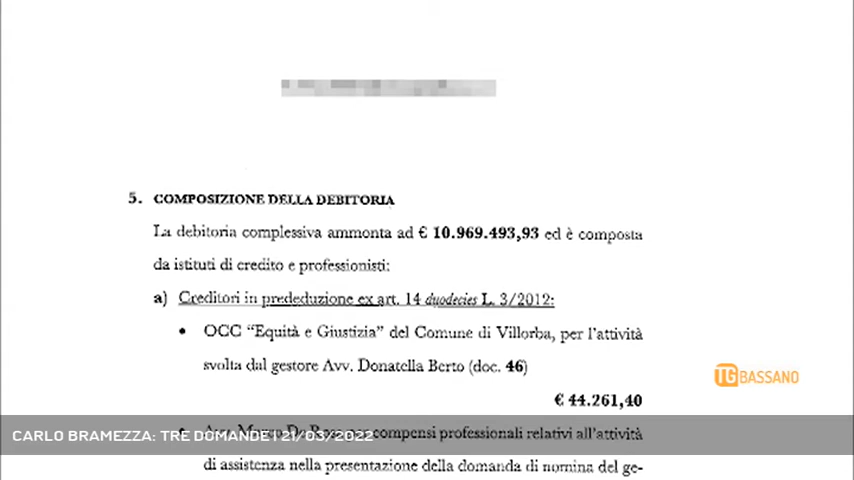 5. COMPOSIZIONE DELLA DEBITORIA
La debitoria complessiva ammonta ad € 10.969.493,93 ed è composta
da istituti di credito e professionisti:
a) Creditori in prededuzione ex art. 14 duodecies L. 3/2012:
• OCC “Equità e Giustizia” del Comune di Villorba, per l’attività
svolta dal gestore Avv. Donatella Berto (doc. 46)
TG BASSANO
€ 44.261,40
CARLO BRAMEZZA: TRE DOMANDE | 21/03/2022
compensi professionali relativi all’attività
di assistenza nella presentazione della domanda di nomina del ge-